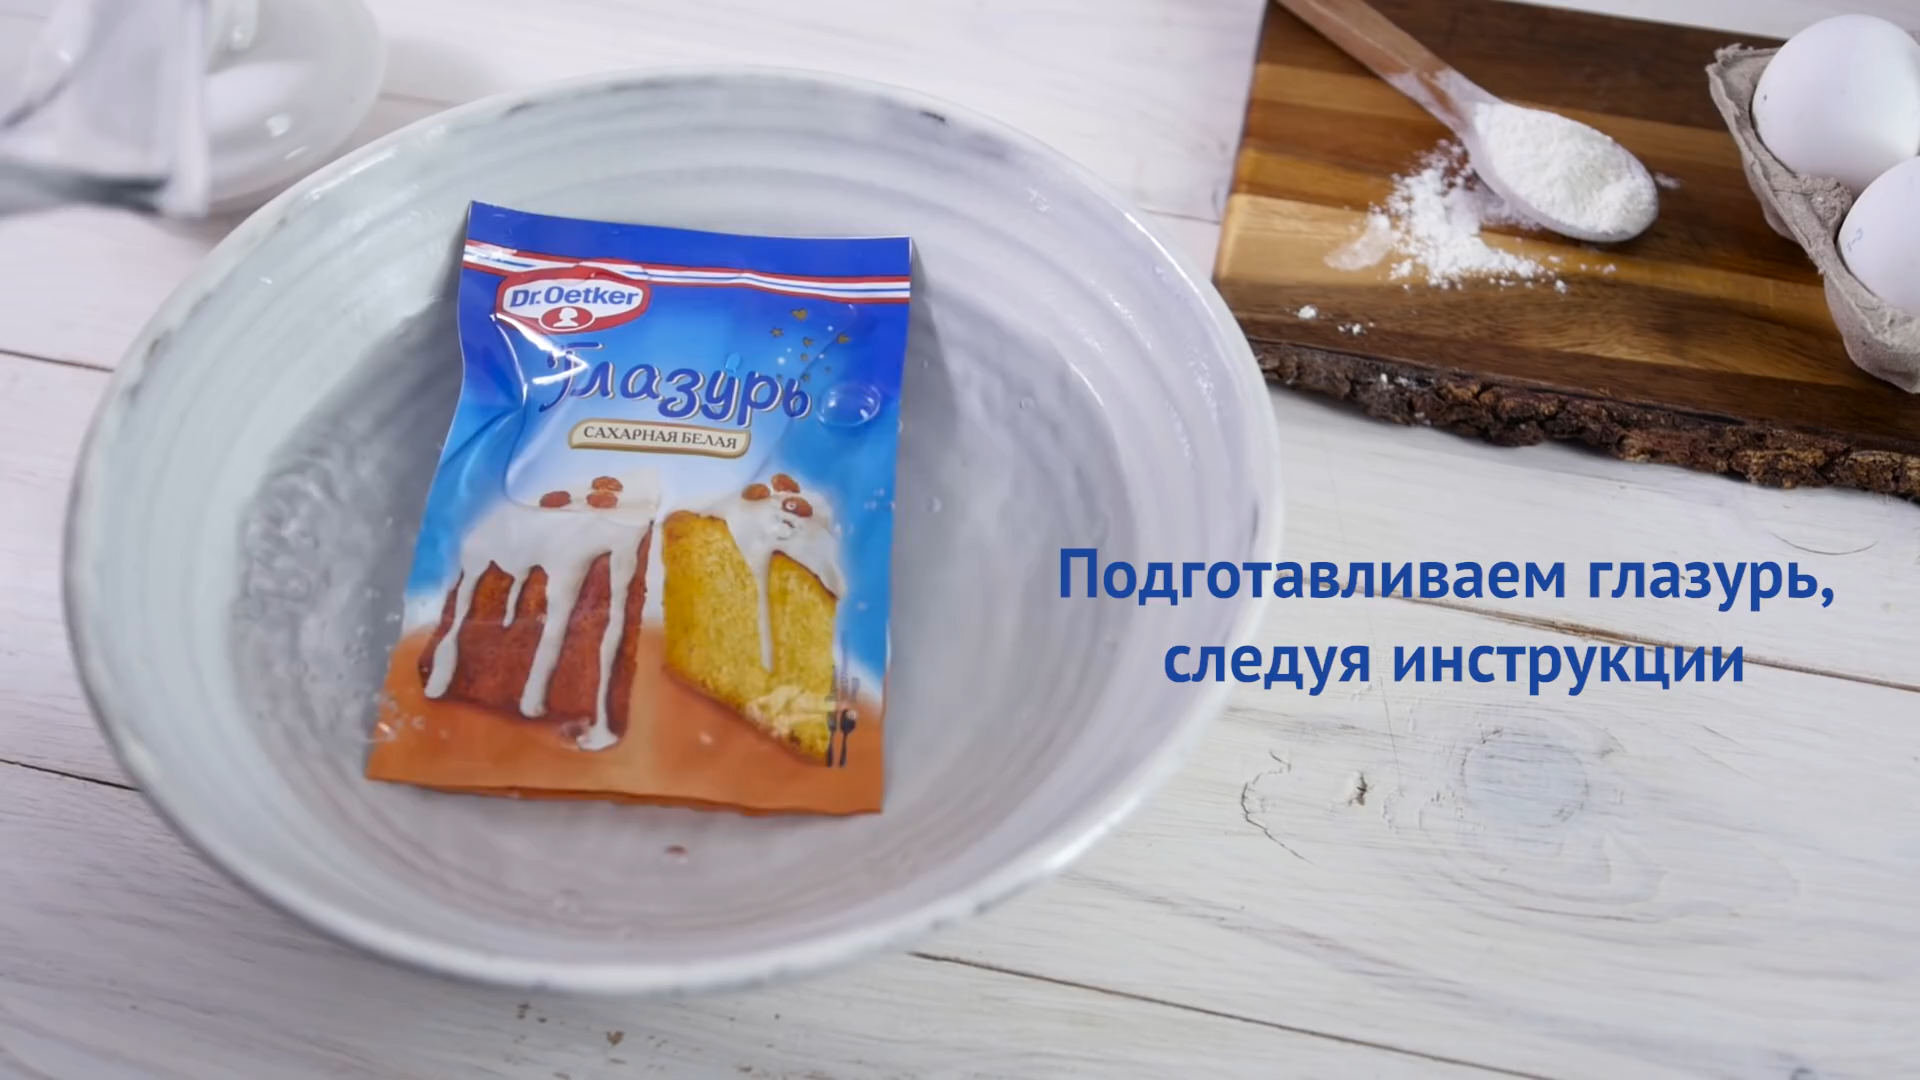 Dr.Oetker
Глазурь
САХАРНАЯ БЕЛАЯ
Подготавливаем глазурь,
следуя инструкции